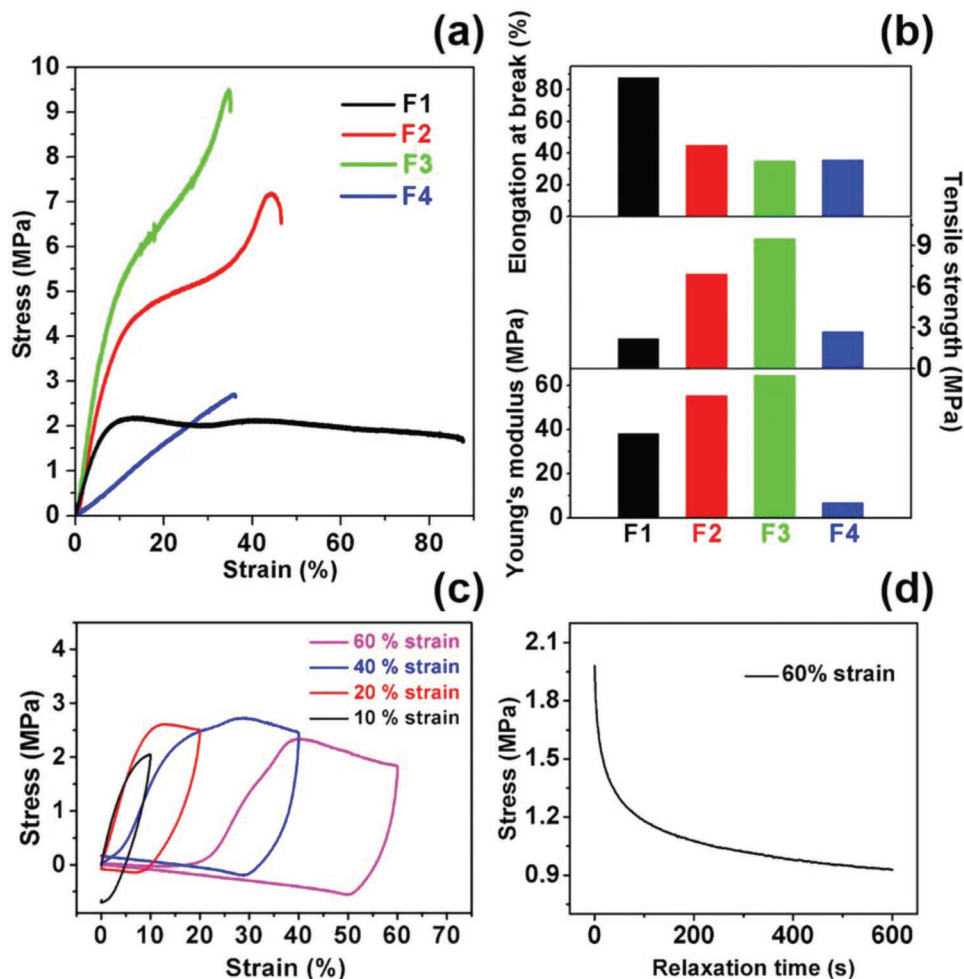 (a)
10
9
8
7
6
5
4
3
2
1
0
Stress (MPa)
F1
F2
F3
F4
0 20 40 60 80
Strain (%)
(b)
Elongation at break (%)
80
60
40
20
0
Tensile strength (MPa)
9
6
3
0
Young's modulus (MPa)
60
40
20
0
F1 F2 F3 F4
(c)
4
3
2
1
0
Stress (MPa)
60 % strain
40 % strain
20 % strain
10 % strain
0 10 20 30 40 50 60 70
Strain (%)
(d)
2.1
1.8
1.5
1.2
0.9
Stress (MPa)
60% strain
0 200 400 600
Relaxation time (s)